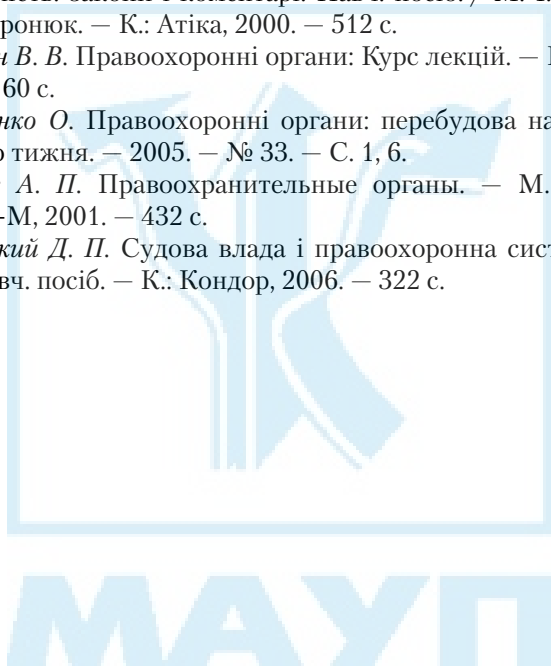 ронюк. — К.: Атіка, 2000. — 512 с.
н В. В. Правоохоронні органи: Курс лекцій. —
60 с.
нко О. Правоохоронні органи: перебудова на
о тижня. — 2005. — № 33. — С. 1, 6.
А. П. Правоохранительные органы. — М.
-М, 2001. — 432 с.
кий Д. П. Судова влада і правоохоронна сист
вч. посіб. — К.: Кондор, 2006. — 322 с.
МАУП